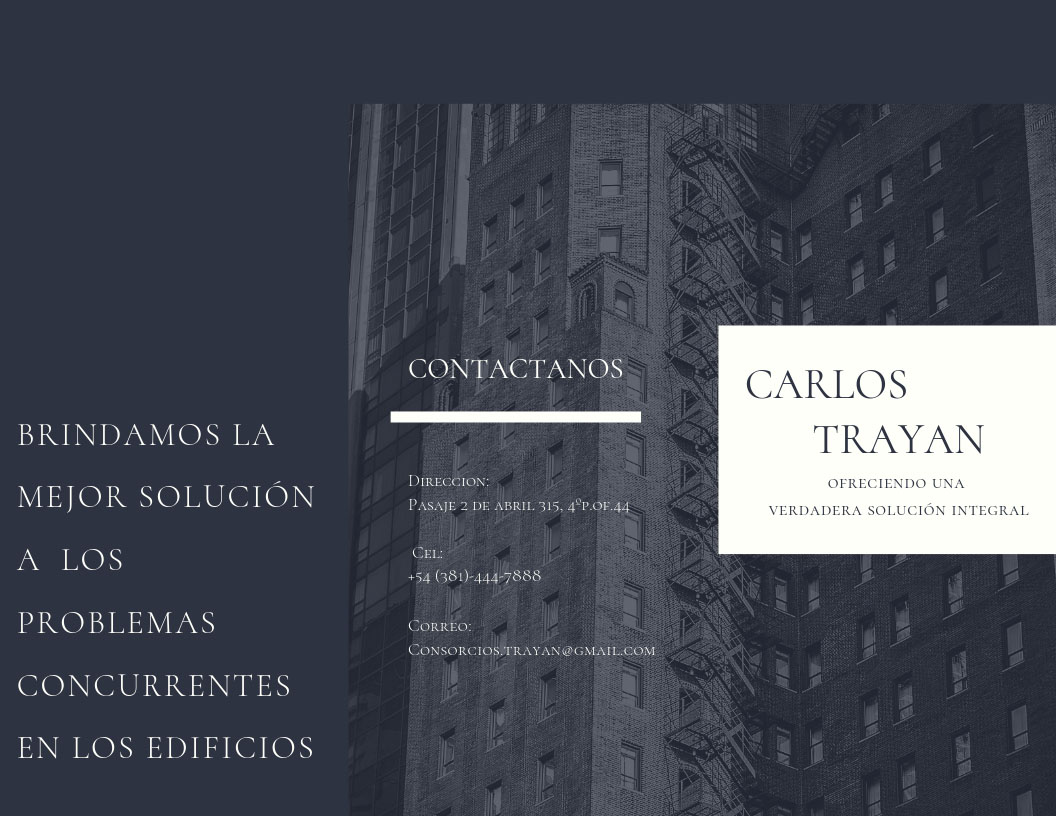 BRINDAMOS LA
MEJOR SOLUCIÓN
A LOS
PROBLEMAS
CONCURRENTES
EN LOS EDIFICIOS
CONTACTANOS
Direccion:
Pasaje 2 de abril 315, 4ºp.of.44
Cel:
+54 (381)-444-7888
Correo:
Consorcios.trayan@gmail.com
CARLOS
TRAYAN
OFRECIENDO UNA
VERDADERA SOLUCIÓN INTEGRAL